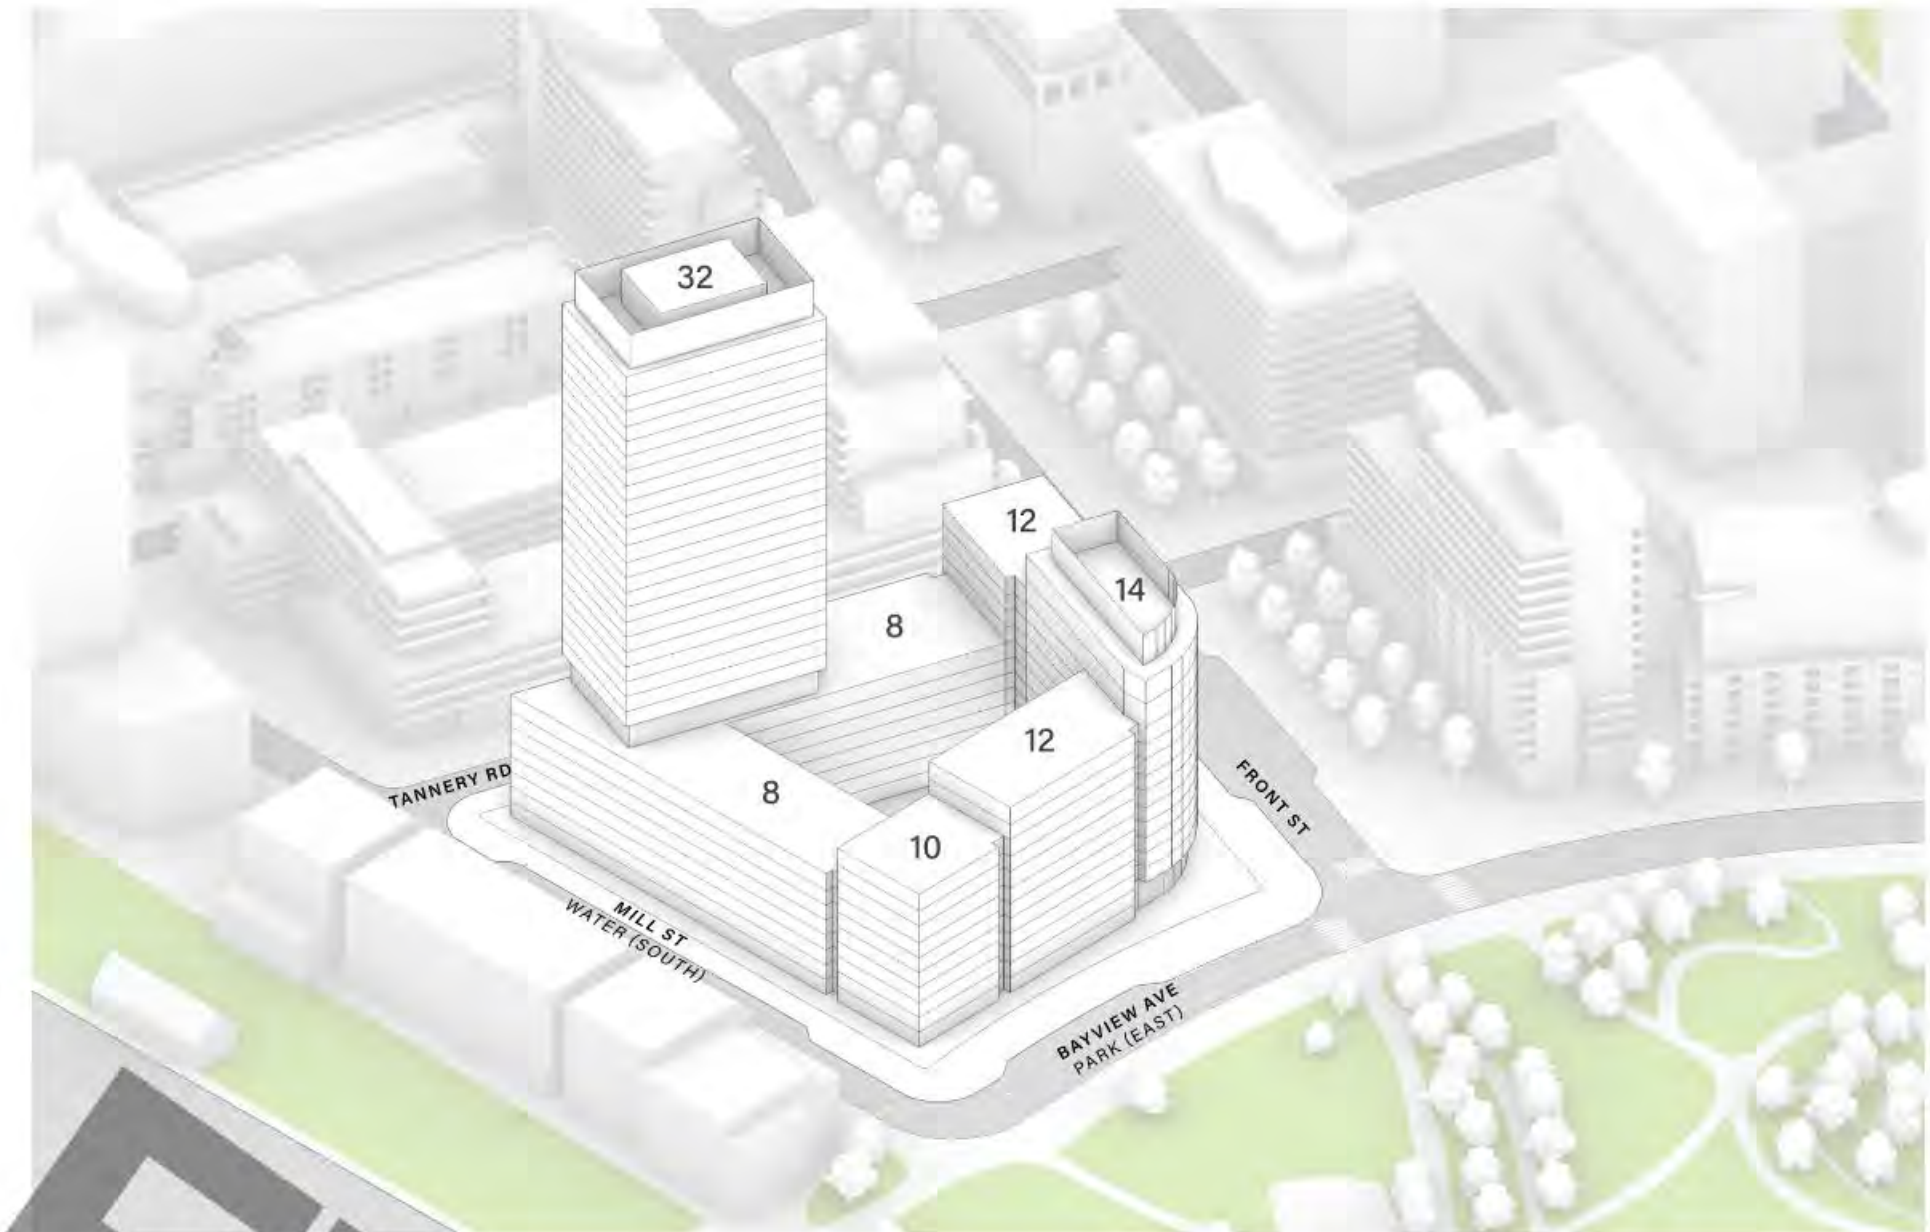 32
12
14
8
12
TANNERY RD
FRONT ST
8
10
MILL ST
WATER (SOUTH)
BAYVIEW AVE
PARK (EAST)